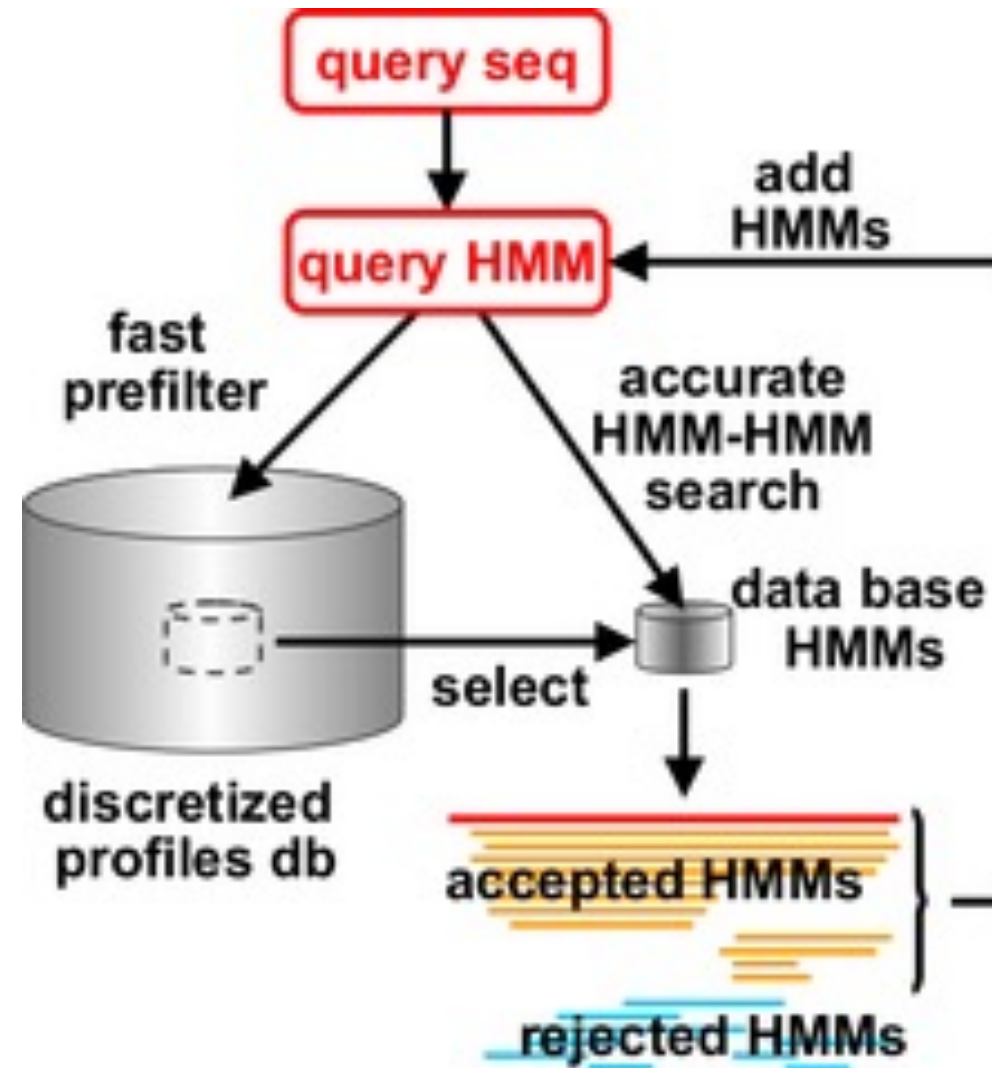 query seq
add
HMMs
query HMM
fast
prefilter
accurate
HMM-HMM
search
data base
HMMs
select
discretized
profiles db
accepted HMMs
rejected HMMs